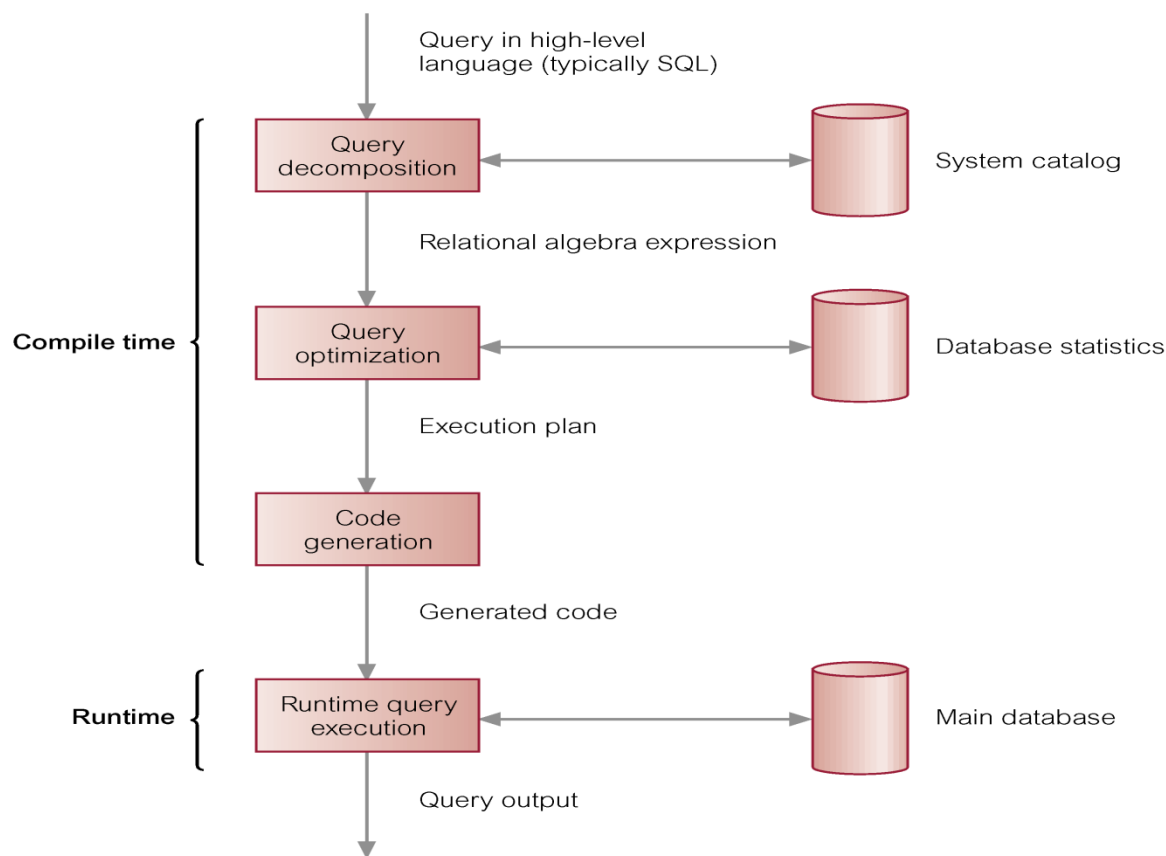 Query in high-level
language (typically SQL)
Query
decomposition
System catalog
Relational algebra expression
Compile time
Query
optimization
Database statistics
Execution plan
Code
generation
Generated code
Runtime
Runtime query
execution
Main database
Query output